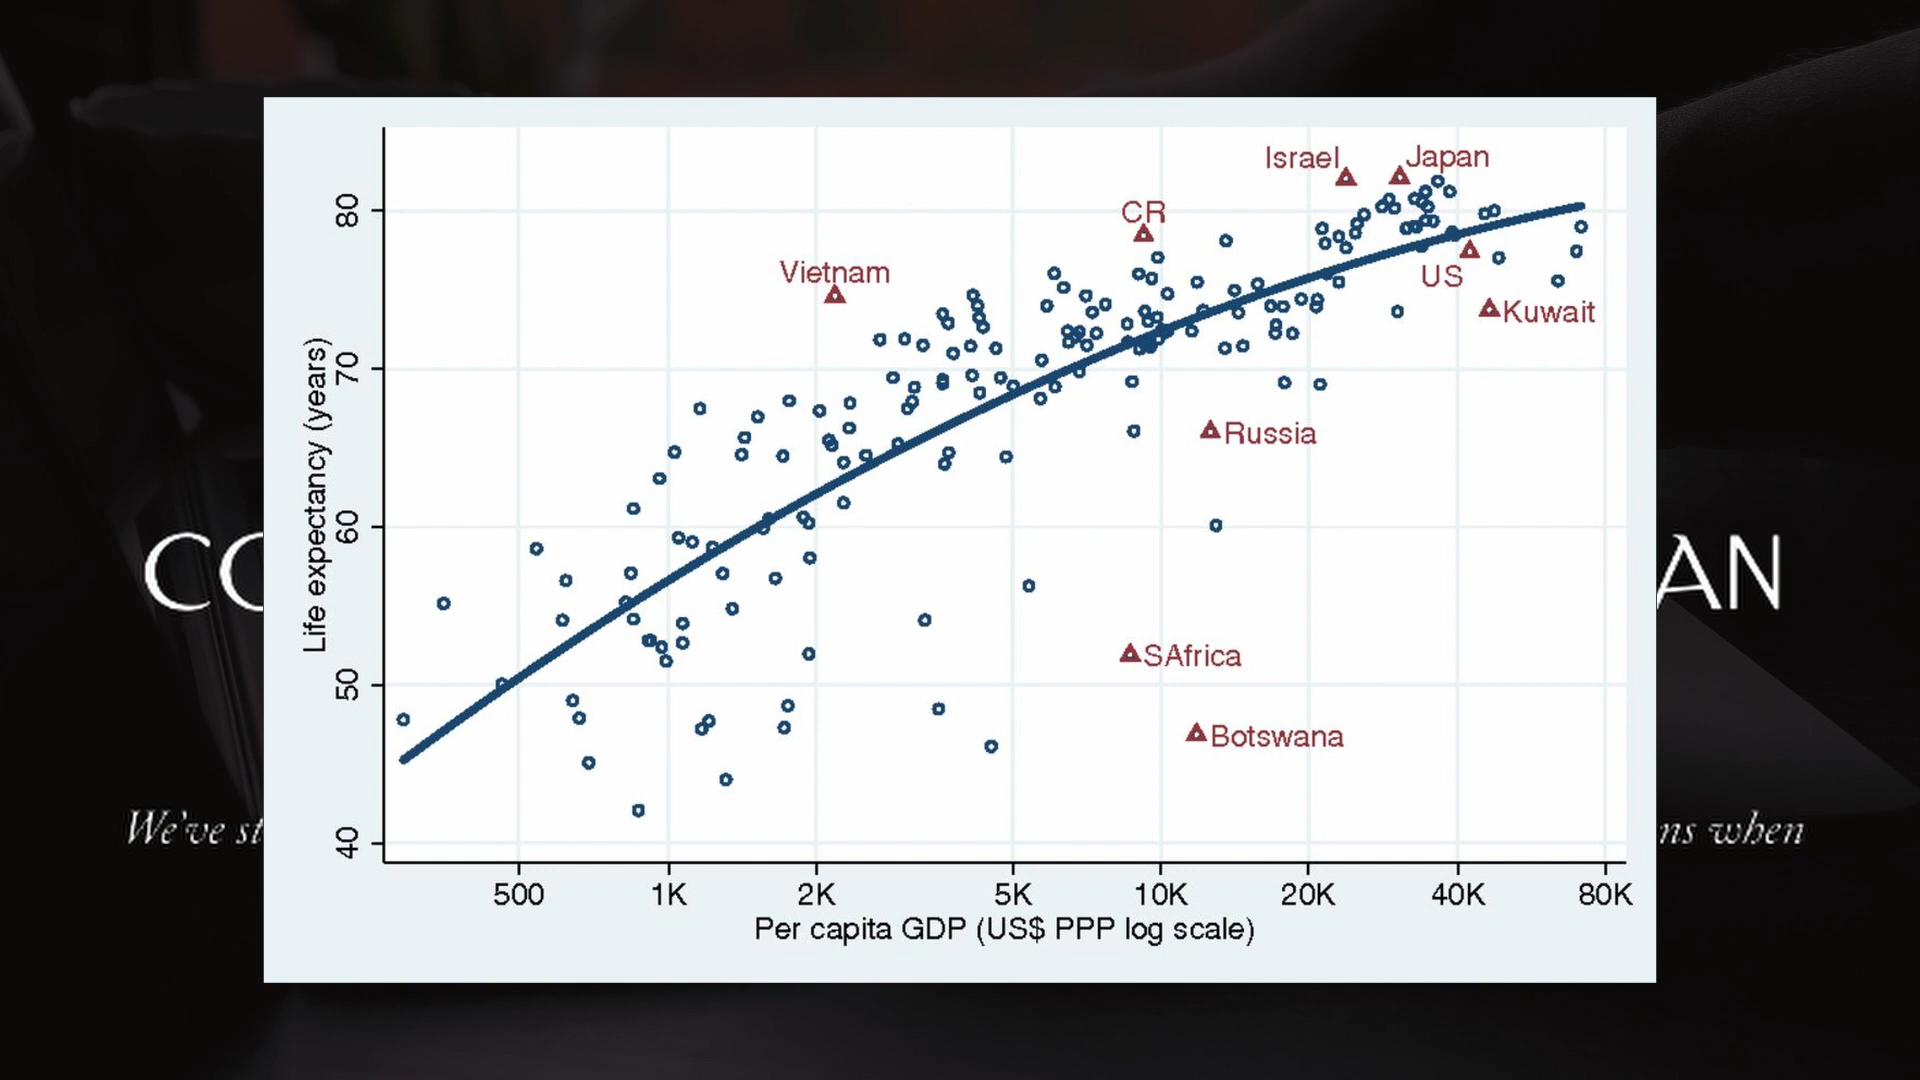 Israel
Japan
CR
Vietnam
US
Kuwait
Russia
SAfrica
Botswana
Life expectancy (years)
80
70
60
50
40
500 1K 2K 5K 10K 20K 40K 80K
Per capita GDP (US$ PPP log scale)
CO
AN
We've st
ns when